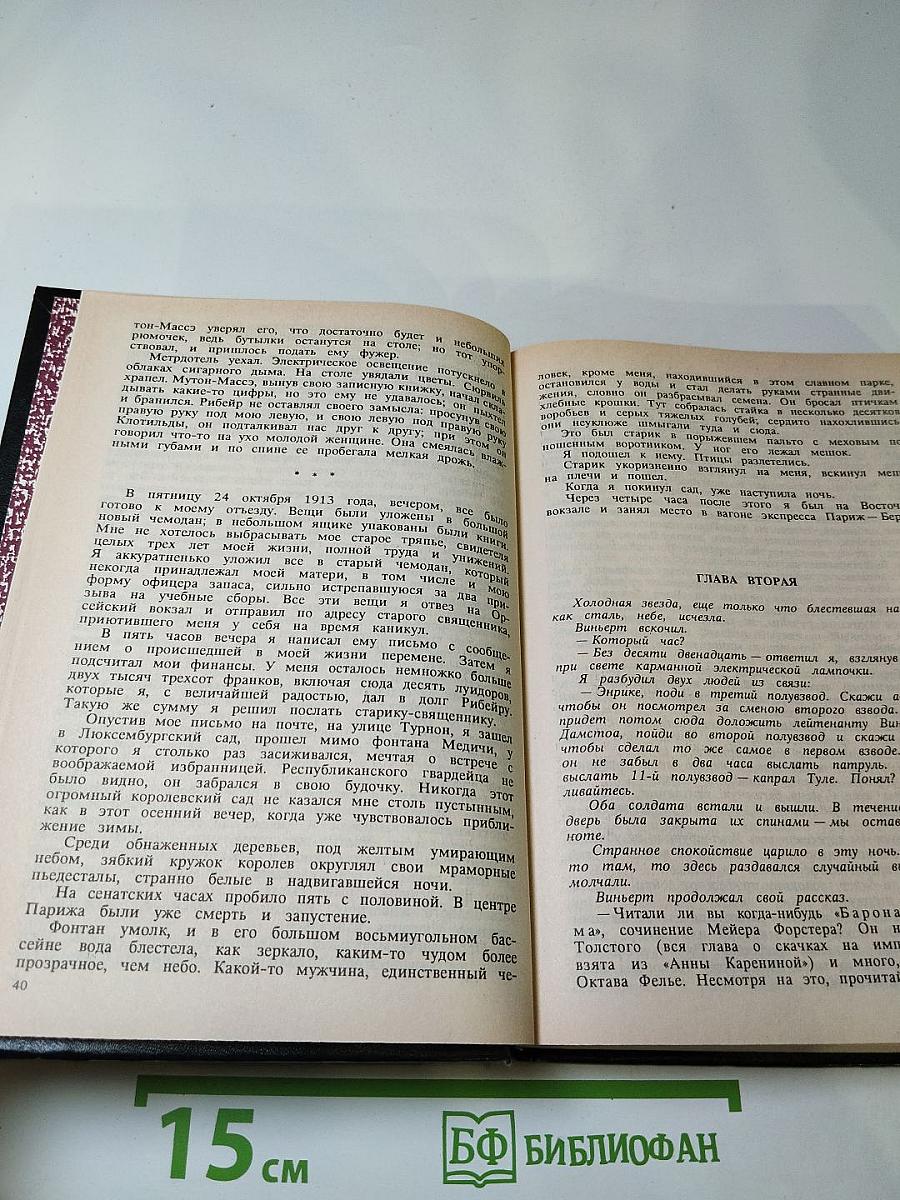 тон-Массэ уверял его, что достаточно будет и небольших
рюмочек, ведь бутылки останутся на столе; но тот упор-
ствовал, и пришлось подать ему фужер.
Метрдотель уехал. Электрическое освещение потускнело в
облаках сигарного дыма. На столе увядали цветы. Сюрвиль
храпел. Мутон-Массэ, вынув свою записную книжку, начал скла-
дывать какие-то цифры, но это ему не удавалось; он пыхтел
и бранился. Рибейр не оставлял своего замысла: просунув свою
правую руку под мою левую, и свою левую под правую руку
Клотильды, он подталкивал нас друг к другу; при этом он
говорил что-то на ухо молодой женщине. Она смеялась влаж-
ными губами и по спине ее пробегала мелкая дрожь.
* * *
В пятницу 24 октября 1913 года, вечером, все было
готово к моему отъезду. Вещи были уложены в большой
новый чемодан; в небольшом ящике упакованы были книги.
Мне не хотелось выбрасывать мое старое тряпье, свидетеля
целых трех лет моей жизни, полной труда и унижений.
Я аккуратненько уложил все в старый чемодан, который
некогда принадлежал моей матери, в том числе и мою
форму офицера запаса, сильно истрепавшуюся за два при-
зыва на учебные сборы. Все эти вещи я отвез на Ор-
сейский вокзал и отправил по адресу старого священника,
приютившего меня у себя на время каникул.
В пять часов вечера я написал ему письмо с сообще-
нием о происшедшей в моей жизни перемене. Затем я
подсчитал мои финансы. У меня осталось немножко больше
двух тысяч трехсот франков, включая сюда десять луидоров,
которые я, с величайшей радостью, дал в долг Рибейру.
Такую же сумму я решил послать старику-священнику.
Опустив мое письмо на почте, на улице Турнон, я зашел
в Люксембургский сад, прошел мимо фонтана Медичи, у
которого я столько раз засиживался, мечтая о встрече с
воображаемой избранницей. Республиканского гвардейца не
было видно, он забрался в свою будочку. Никогда этот
огромный королевский сад не казался мне столь пустынным,
как в этот осенний вечер, когда уже чувствовалось прибли-
жение зимы.
Среди обнаженных деревьев, под желтым умирающим
небом, зябкий кружок королев округлял свои мраморные
пьедесталы, странно белые в надвигавшейся ночи.
На сенатских часах пробило пять с половиной. В центре
Парижа были уже смерть и запустение.
Фонтан умолк, и в его большом восьмиугольном бас-
сейне вода блестела, как зеркало, каким-то чудом более
прозрачное, чем небо. Какой-то мужчина, единственный че-
40
ловек, кроме меня, находившийся в этом славном парке,
остановился у воды и стал делать руками странные дви-
жения, словно он разбрасывал семена. Он бросал птичкам
хлебные крошки. Тут собралась стайка в несколько десятков
воробьев и серых тяжелых голубей; сердито нахохлившись,
они неуклюже шмыгали туда и сюда.
Это был старик в порыжевшем пальто с меховым по-
ношенным воротником. У ног его лежал мешок.
Я подошел к нему. Птицы разлетелись.
Старик укоризненно взглянул на меня, вскинул меш
на плечи и пошел.
Когда я покинул сад, уже наступила ночь.
Через четыре часа после этого я был на Восточ
вокзале и занял место в вагоне экспресса Париж—Бер
ГЛАВА ВТОРАЯ
Холодная звезда, еще только что блестевшая на
как сталь, небе, исчезла.
Виньерт вскочил.
— Который час?
— Без десяти двенадцать — ответил я, взглянув
при свете карманной электрической лампочки.
Я разбудил двух людей из связи:
— Энрике, поди в третий полувзвод. Скажи а
чтобы он посмотрел за сменою второго взвода.
придет потом сюда доложить лейтенанту Вин
Дамстоа, пойди во второй полувзвод и скажи
чтобы сделал то же самое в первом взводе.
он не забыл в два часа выслать патруль.
выслать 11-й полувзвод — капрал Туле. Понял?
ливайтесь.
Оба солдата встали и вышли. В течение
дверь была закрыта их спинами — мы остав
ноте.
Странное спокойствие царило в эту ночь.
то там, то здесь раздавался случайный вы
молчали.
Виньерт продолжал свой рассказ.
— Читали ли вы когда-нибудь «Барона
ма», сочинение Мейера Форстера? Он н
Толстого (вся глава о скачках на имп
взята из «Анны Карениной») и много,
Октава Фелье. Несмотря на это, прочитай
15 см
БФ БИБЛИОФАН